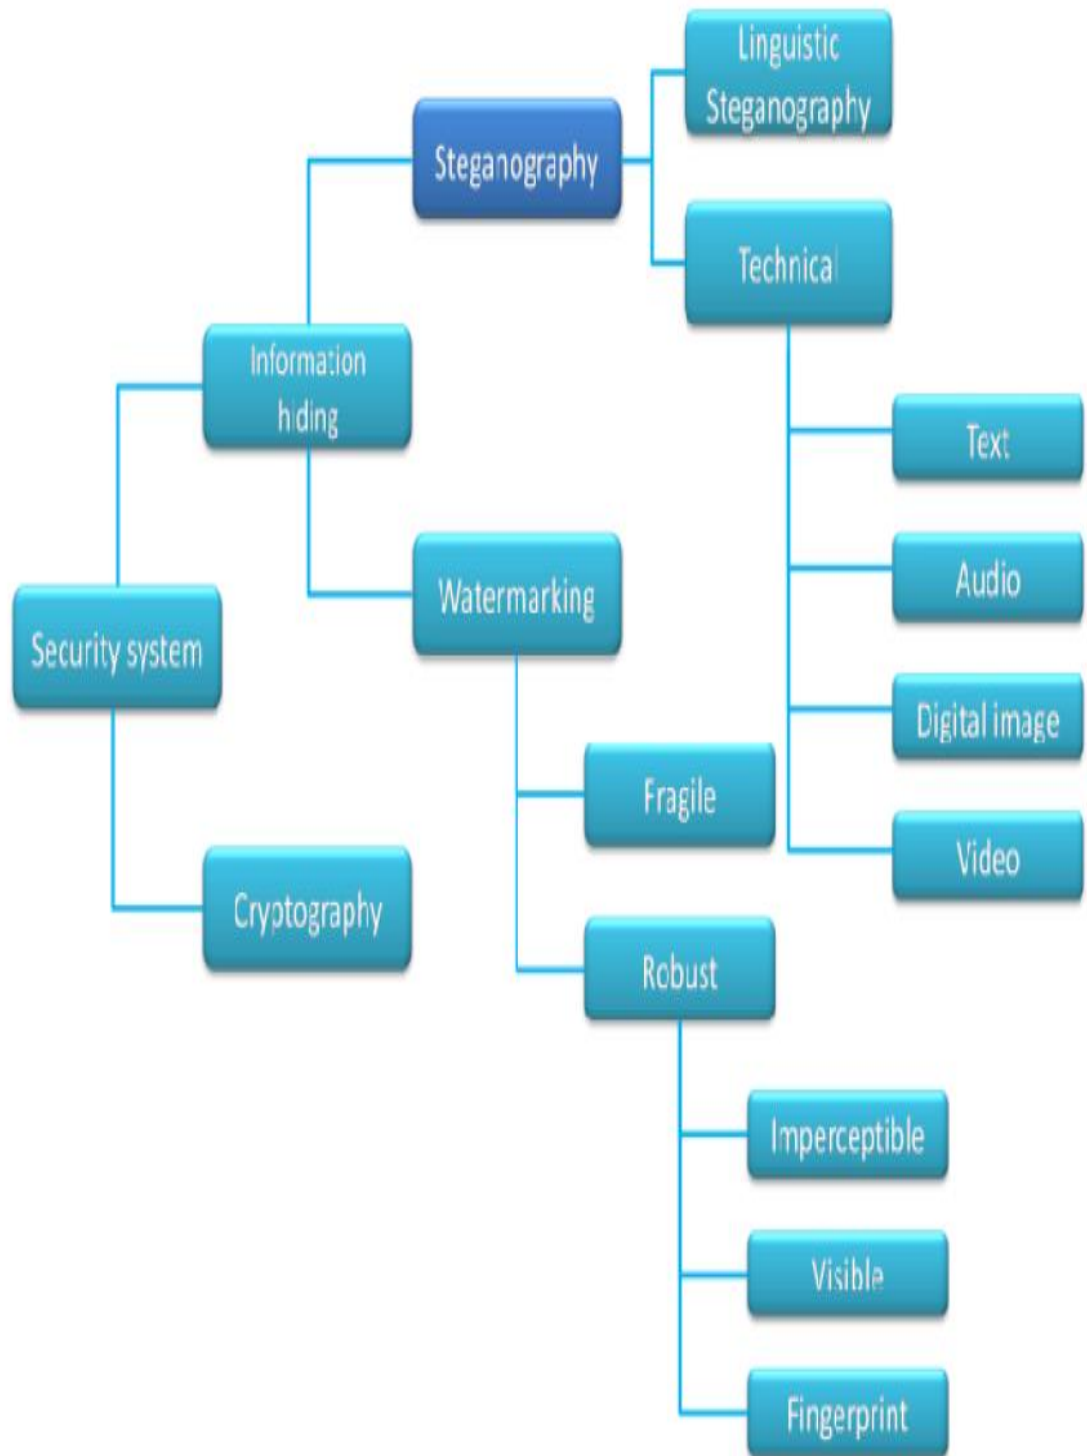 Linguistic
Steganography
Steganography
Technical
Information
hiding
Text
Audio
Watermarking
Security system
Digital image
Fragile
Video
Cryptography
Robust
Imperceptible
Visible
Fingerprint